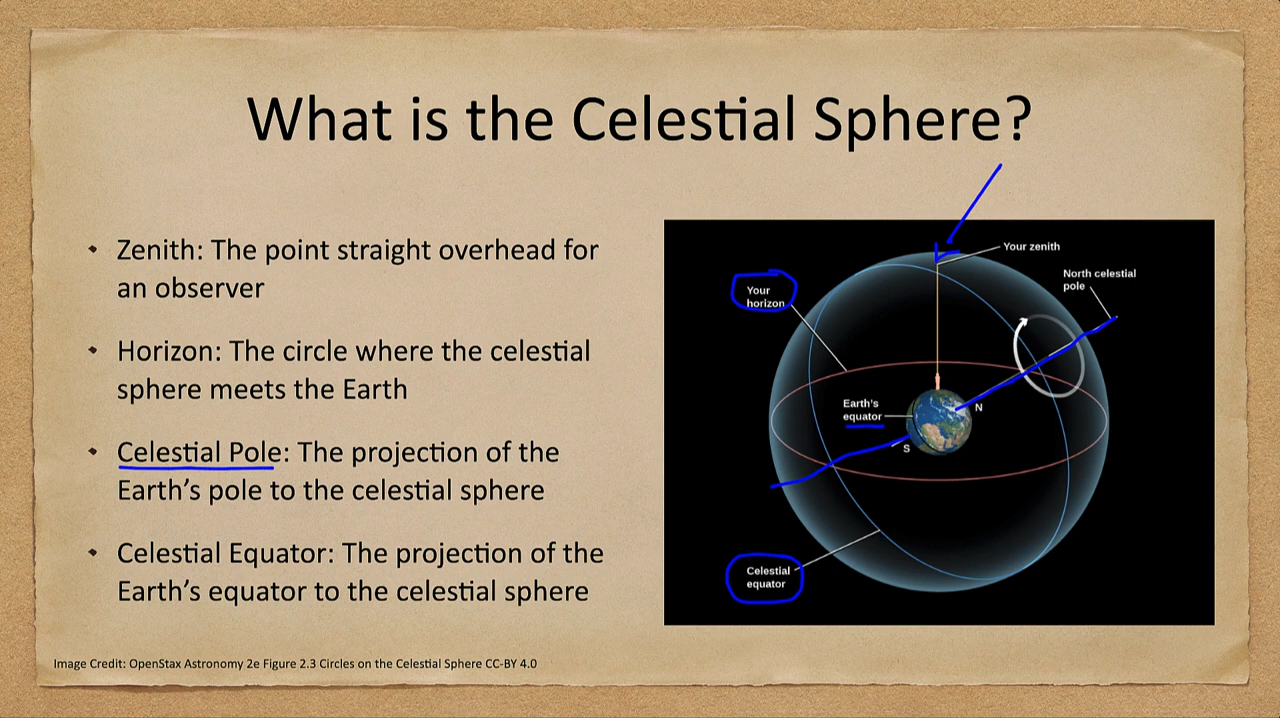 What is the Celestial Sphere?
• Zenith: The point straight overhead for
an observer
• Horizon: The circle where the celestial
sphere meets the Earth
• Celestial Pole: The projection of the
Earth's pole to the celestial sphere
• Celestial Equator: The projection of the
Earth's equator to the celestial sphere
Your zenith
North celestial
pole
Your
horizon
Earth's
equator
N
S
Celestial
equator
Image Credit: OpenStax Astronomy 2e Figure 2.3 Circles on the Celestial Sphere CC-BY 4.0